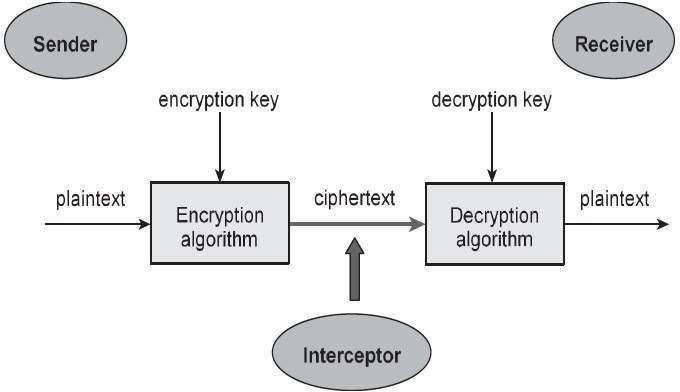 Sender
Receiver
encryption key
decryption key
plaintext
Encryption
algorithm
ciphertext
Decryption
algorithm
plaintext
Interceptor